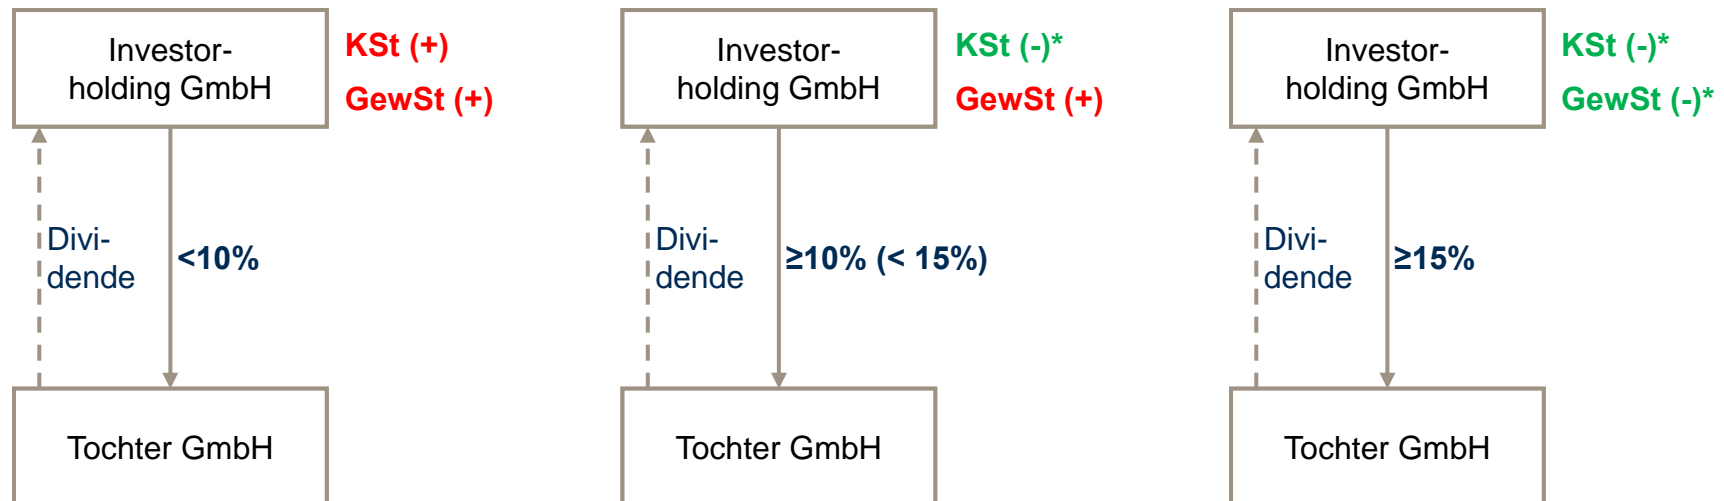 Investor-
holding GmbH
KSt (+)
GewSt (+)
Divi-
dende
<10%
Tochter GmbH
Investor-
holding GmbH
KSt (-)*
GewSt (+)
Divi-
dende
≥10% (< 15%)
Tochter GmbH
Investor-
holding GmbH
KSt (-)*
GewSt (-)*
Divi-
dende
≥15%
Tochter GmbH